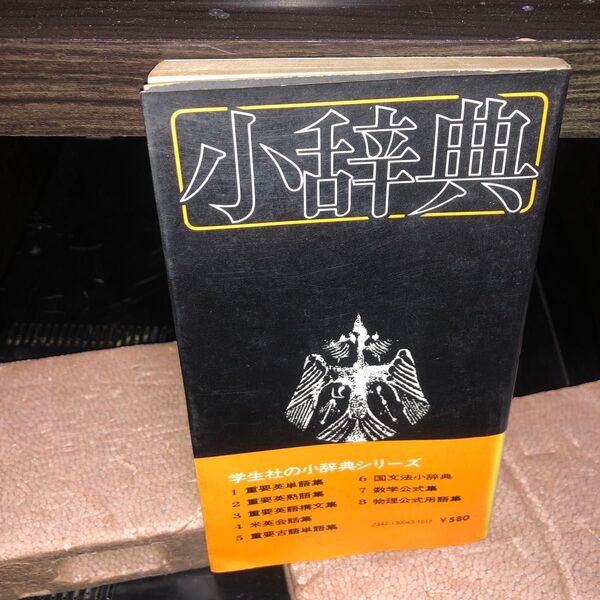 小辞典
学生社の小辞典シリーズ
1 重要英単語集
2 重要英熟語集
3 重要英語構文集
4 米英会話集
5 重要古語単語集
6 国文法小辞典
7 数学公式集
8 物理公式用語集
¥580